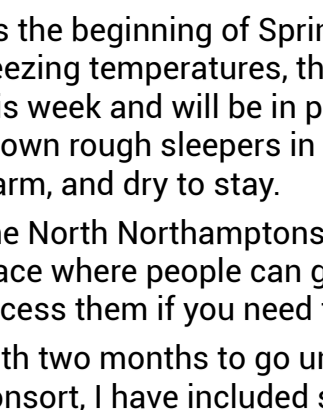 s the beginning of Sprin
eezing temperatures, th
is week and will be in p
own rough sleepers in
arm, and dry to stay.
he North Northamptons
ace where people can g
ccess them if you need
th two months to go un
onsort, I have included s